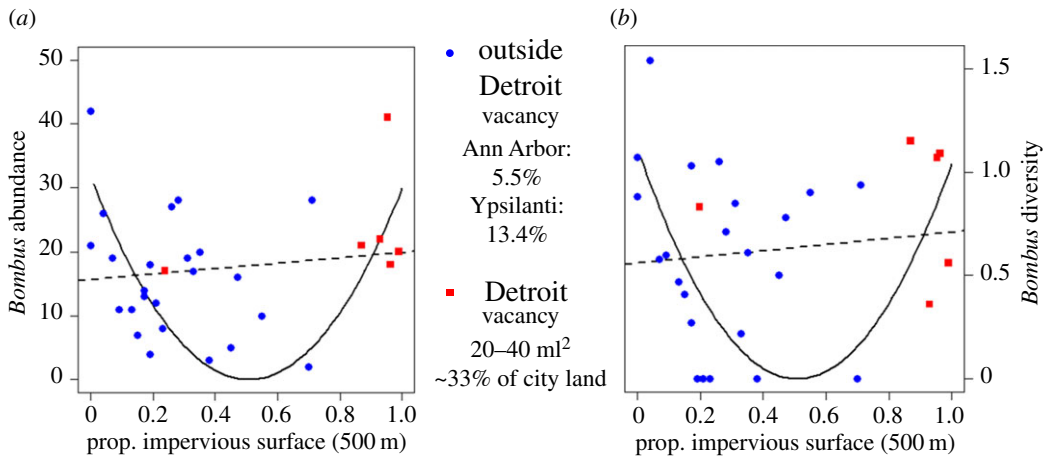 (a)
50
40
30
20
10
0
Bombus abundance
0
0.2
0.4
0.6
0.8
1.0
prop. impervious surface (500 m)
outside
Detroit
vacancy
Ann Arbor:
5.5%
Ypsilanti:
13.4%
Detroit
vacancy
20–40 ml²
~33% of city land
(b)
1.5
1.0
0.5
0
Bombus diversity
0
0.2
0.4
0.6
0.8
1.0
prop. impervious surface (500 m)